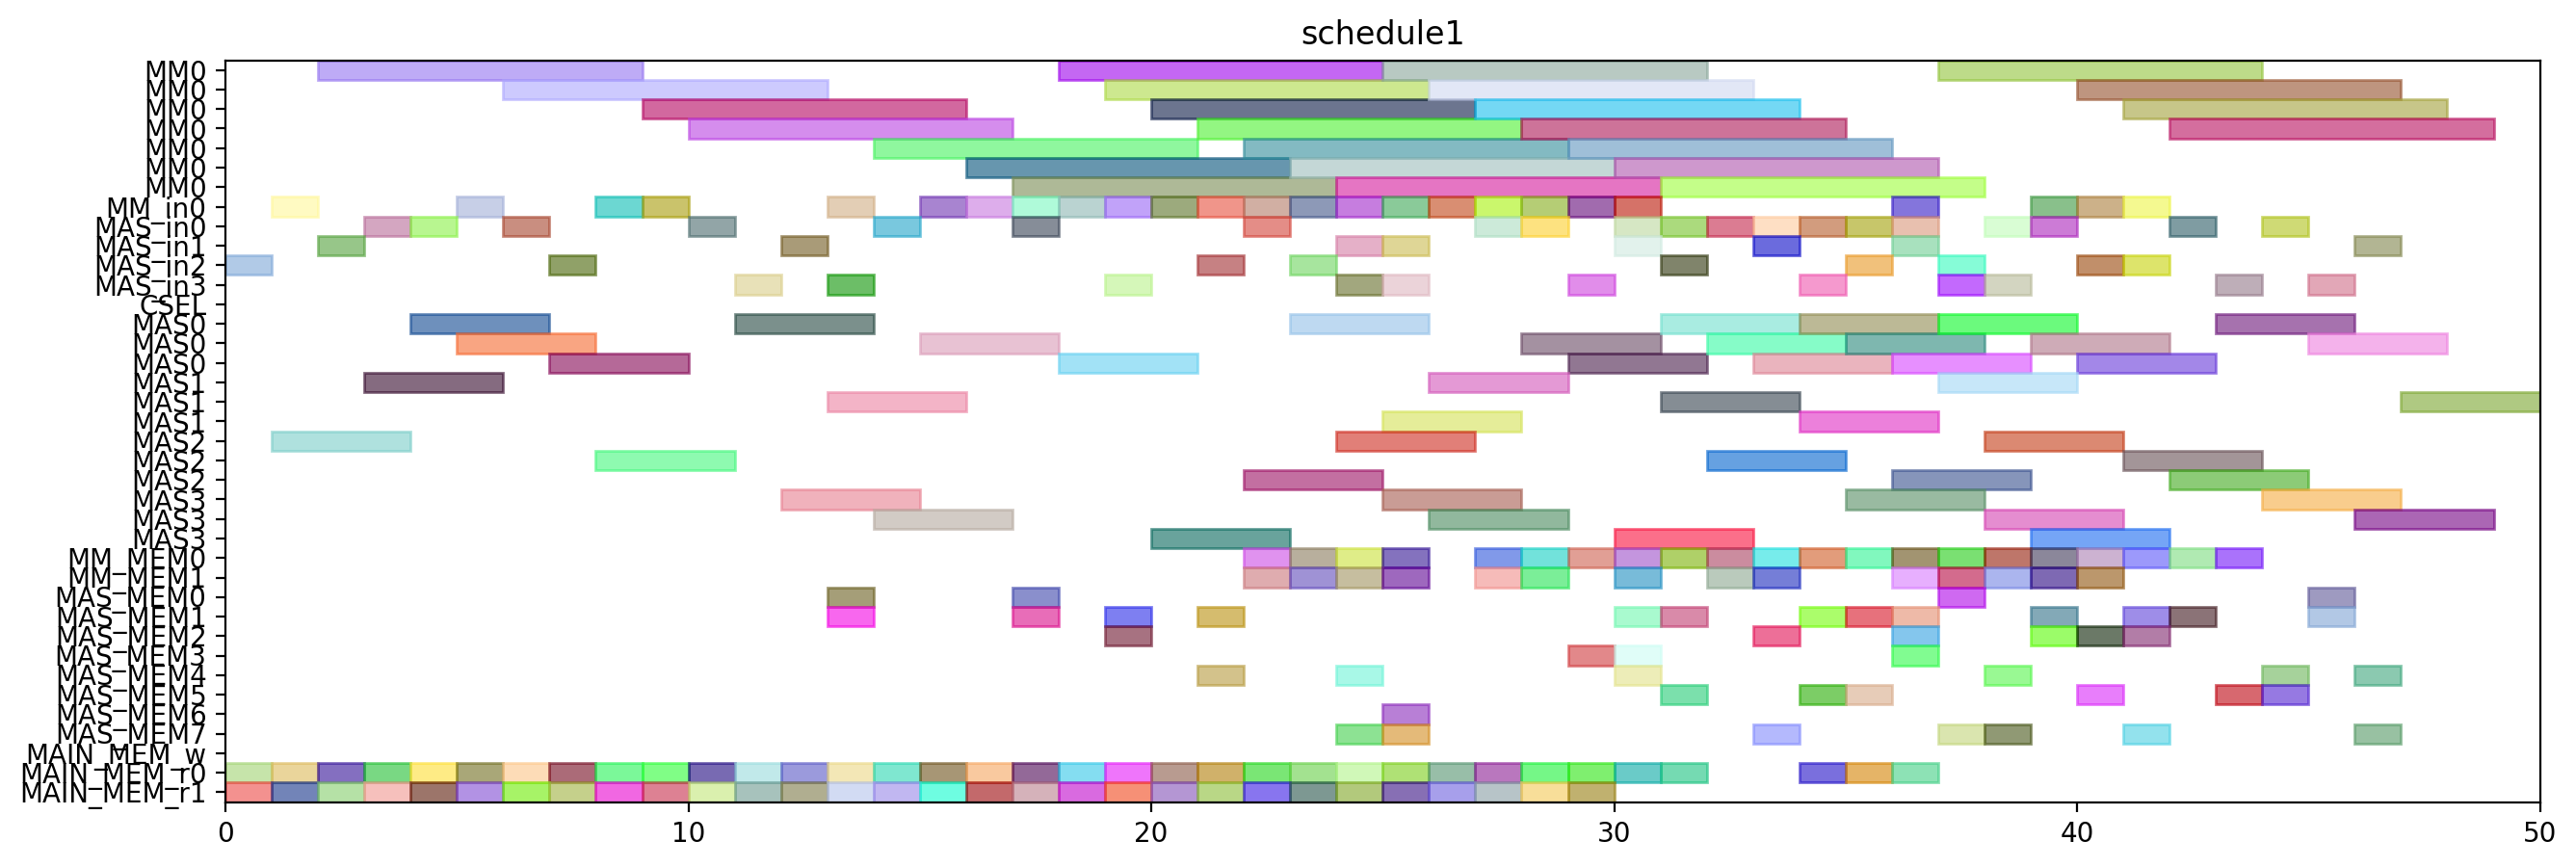 schedule1
MM0
MM0
MM0
MM0
MM0
MM0
MM0
MM_in0
MAS_in0
MAS_in1
MAS_in2
MAS_in3
CSEL
MAS0
MAS0
MAS0
MAS1
MAS1
MAS1
MAS2
MAS2
MAS2
MAS3
MAS3
MAS3
MM_MEM0
MM_MEM1
MAS_MEM0
MAS_MEM1
MAS_MEM2
MAS_MEM3
MAS_MEM4
MAS_MEM5
MAS_MEM6
MAS_MEM7
MAIN_MEM_w
MAIN_MEM_r0
MAIN_MEM_r1
0 10 20 30 40 50